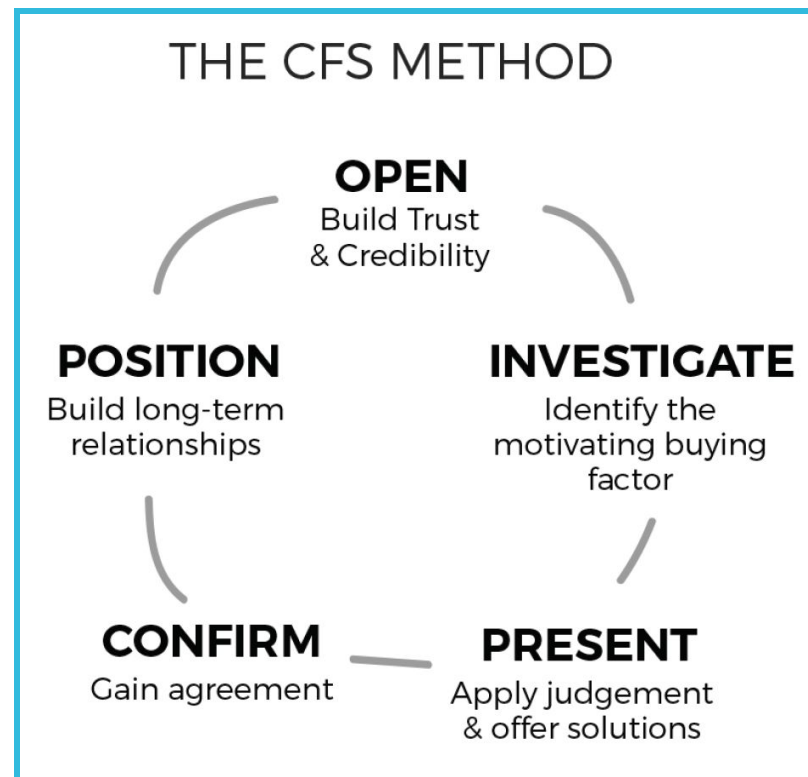 THE CFS METHOD
OPEN
Build Trust
& Credibility
INVESTIGATE
Identify the
motivating buying
factor
PRESENT
Apply judgement
& offer solutions
CONFIRM
Gain agreement
POSITION
Build long-term
relationships